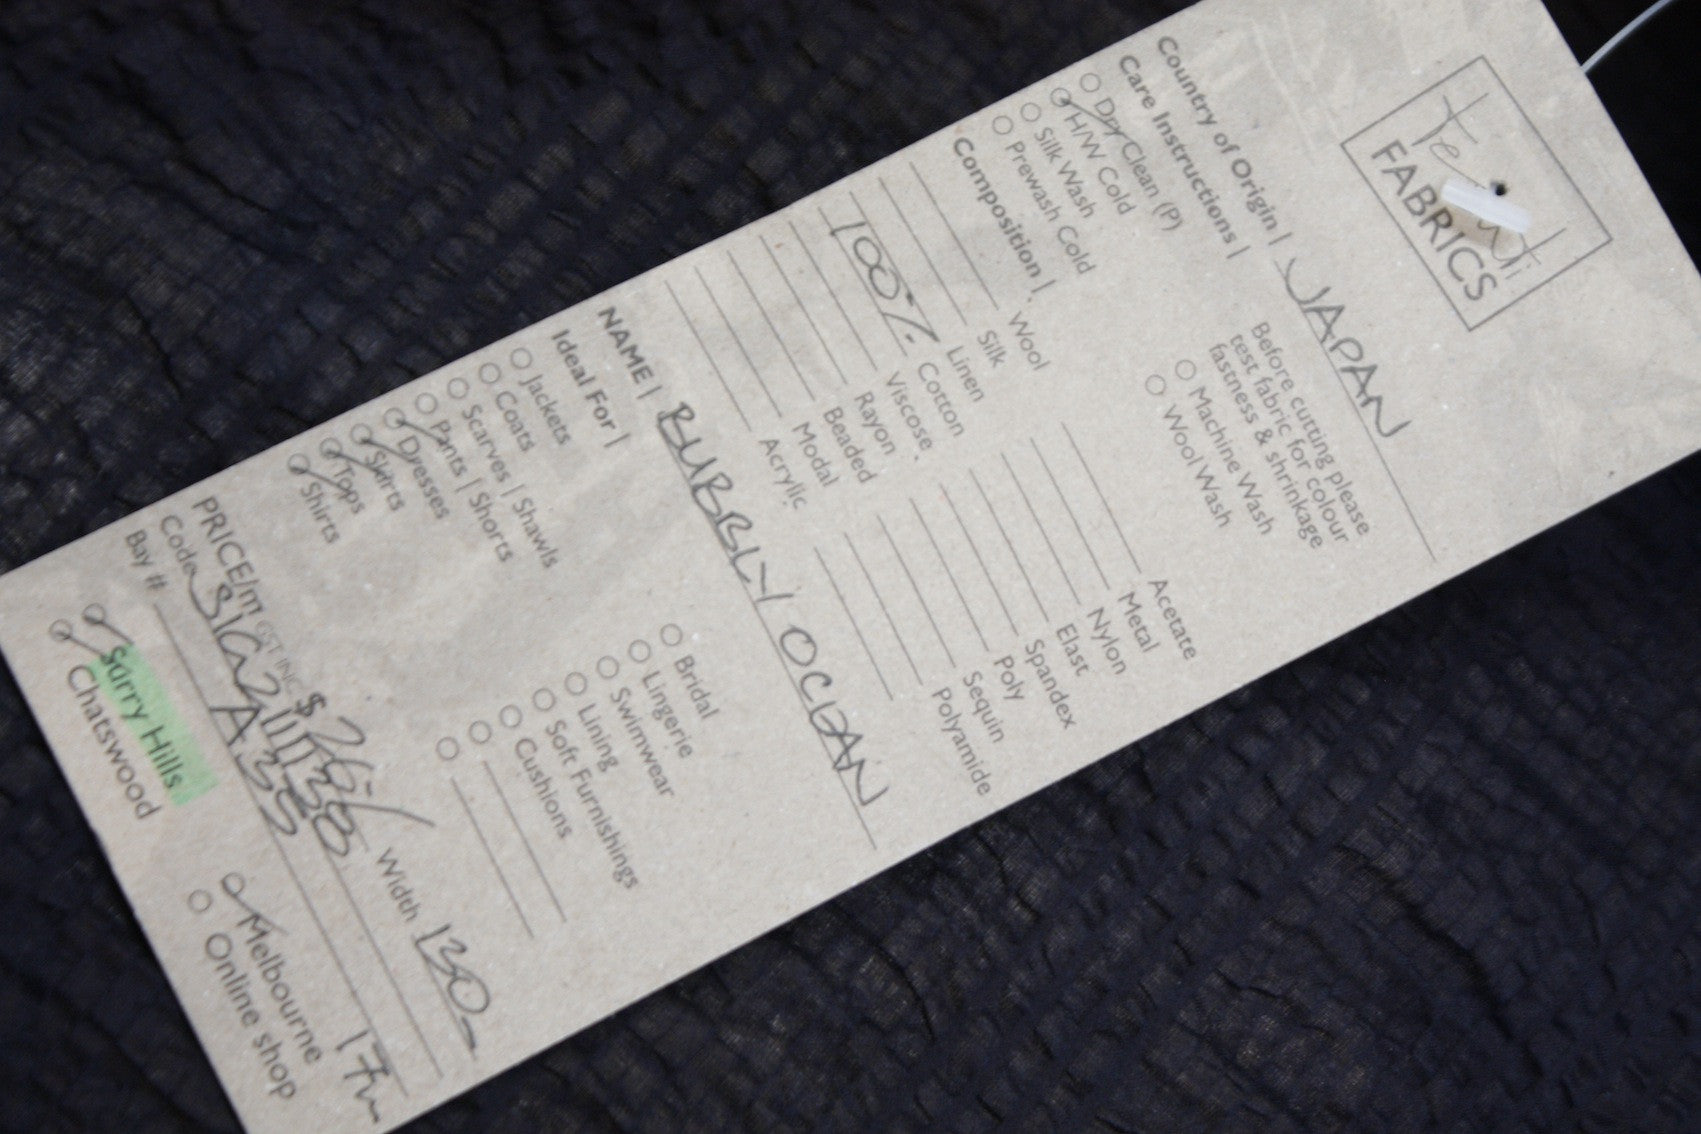 FABRICS
Country of Origin | JAPAN
Care Instructions |
Dry Clean (P)
H/W Cold
Silk Wash
Prewash Cold
Before cutting please
test fabric for colour
fastness & shrinkage
Machine Wash
Wool Wash
Composition |
Wool
Silk
Linen
100% Cotton
Viscose
Rayon
Beaded
Modal
Acrylic
Acetate
Metal
Nylon
Elast
Spandex
Poly
Sequin
Polyamide
NAME | BUBBLY OCEAN
Ideal For |
Jackets
Coats
Scarves | Shawls
Pants | Shorts
Dresses
Skirts
Tops
Shirts
Bridal
Lingerie
Swimwear
Lining
Soft Furnishings
Cushions
PRICE/m GST INC $ Width 130
Code
Bay # A33 17m
Surry Hills
Chatswood
Melbourne
Online shop